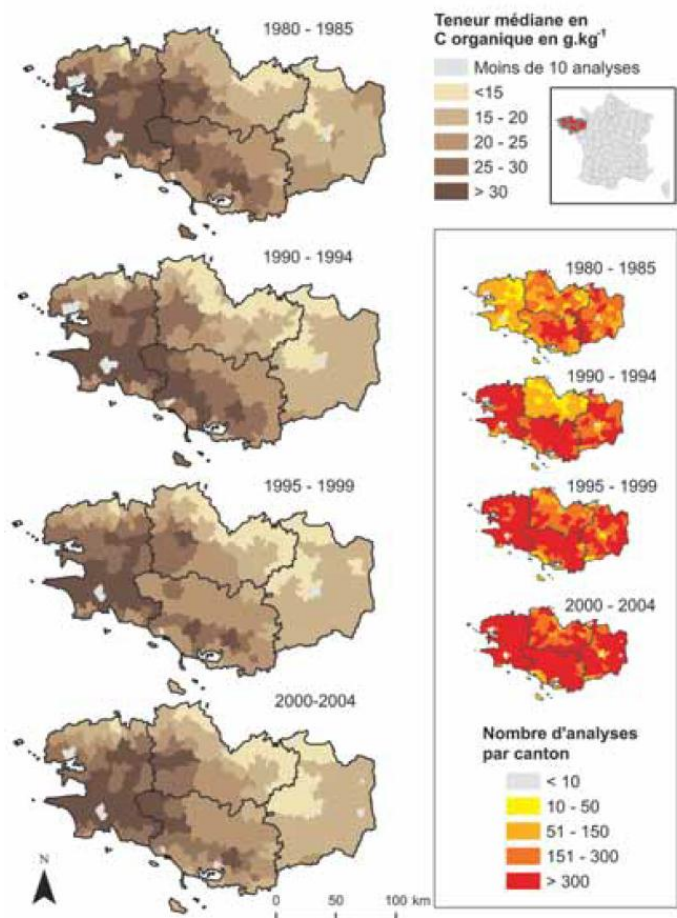 1980 - 1985
1990 - 1994
1995 - 1999
2000-2004
N
0 50 100 km
Teneur médiane en
C organique en g.kg-1
Moins de 10 analyses
<15
15 - 20
20 - 25
25 - 30
> 30
1980 - 1985
1990 - 1994
1995 - 1999
2000 - 2004
Nombre d'analyses
par canton
< 10
10 - 50
51 - 150
151 - 300
> 300